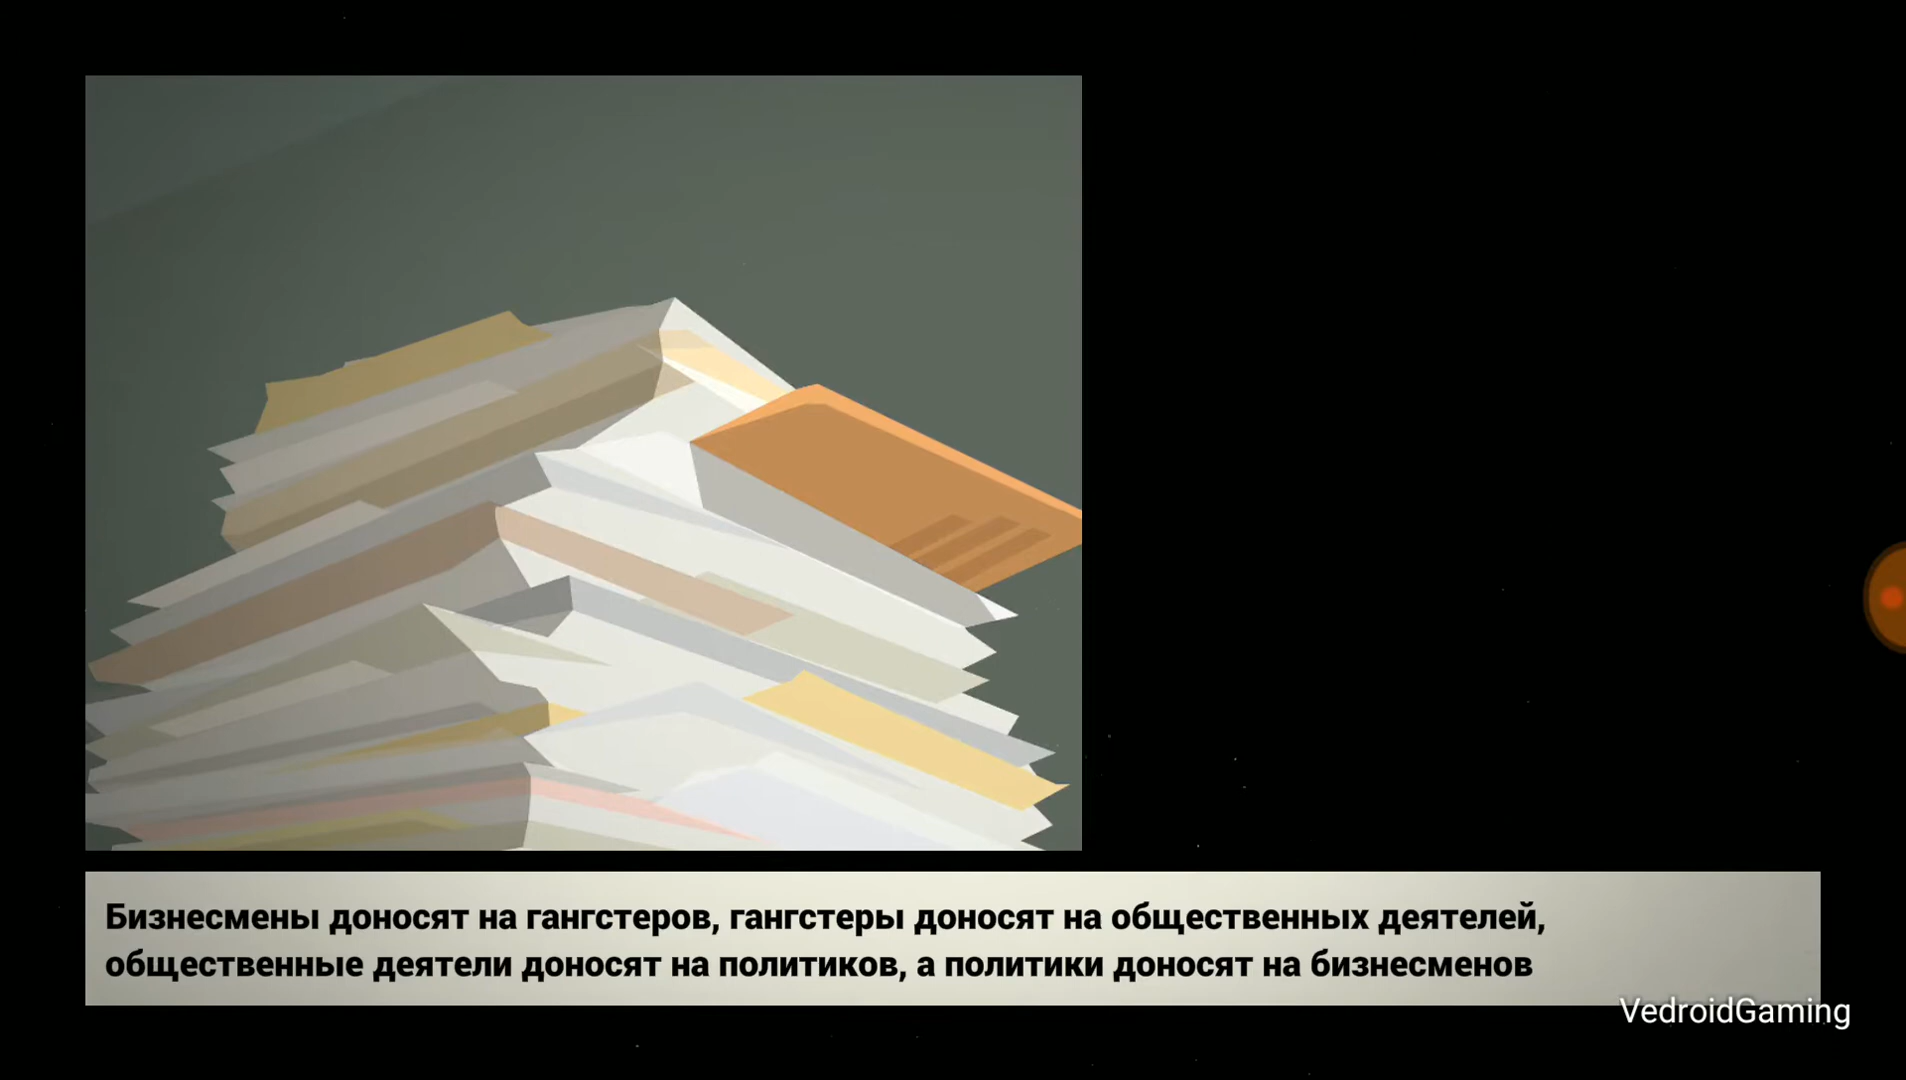 Бизнесмены доносят на гангстеров, гангстеры доносят на общественных деятелей,
общественные деятели доносят на политиков, а политики доносят на бизнесменов
VedroidGaming